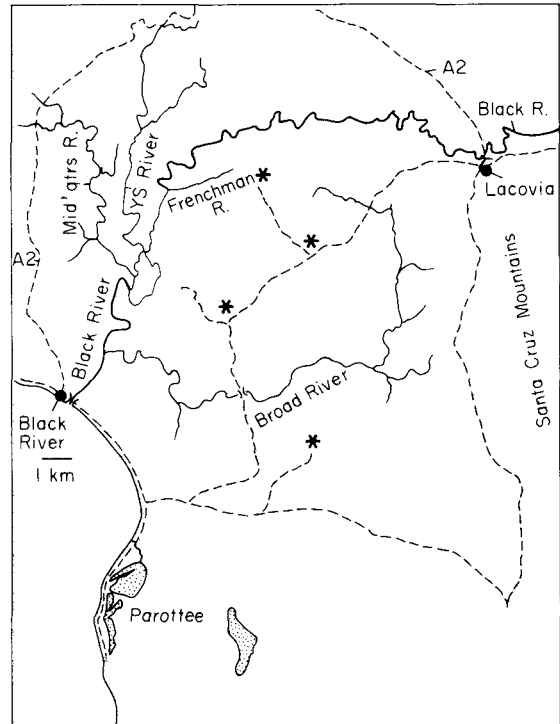 A2
Black R.
Mid' qtrs R.
YS River
Frenchman
R.
Lacovia
A2
Santa Cruz Mountains
Black River
Broad River
Black
River
1 km
Parottee